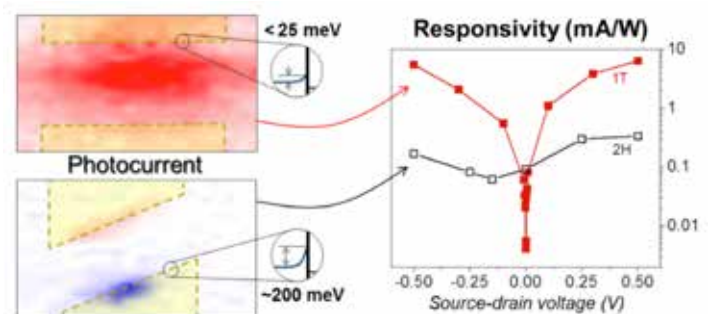 < 25 meV
Photocurrent
~200 meV
Responsivity (mA/W)
10
1
0.1
0.01
1T
2H
-0.50 -0.25 0.00 0.25 0.50
Source-drain voltage (V)